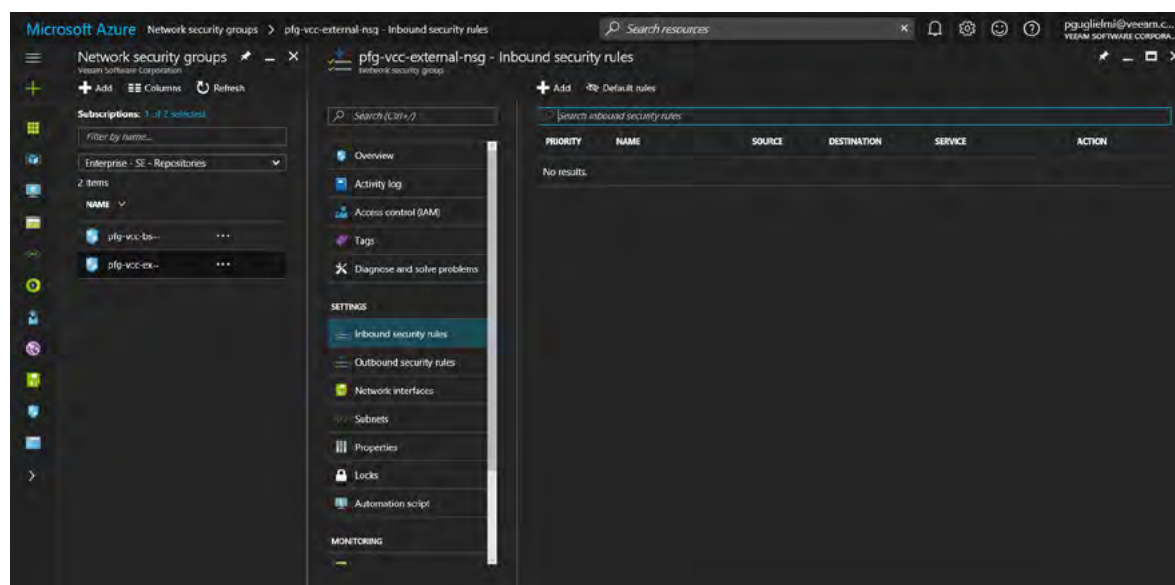 Microsoft Azure Network security groups > pfg-vcc-external-nsg - Inbound security rules
Search resources
pguglielmi@veeam.c...
VEEAM SOFTWARE CORPORA...
Network security groups
Veeam Software Corporation
Add Columns Refresh
Subscriptions: 1 of 2 selected
Filter by name...
Enterprise - SE - Repositories
2 items
NAME
pfg-vcc-bs--
pfg-vcc-ex--
pfg-vcc-external-nsg - Inbound security rules
Network security group
Search (Ctrl+/)
Overview
Activity log
Access control (IAM)
Tags
Diagnose and solve problems
SETTINGS
Inbound security rules
Outbound security rules
Network interfaces
Subnets
Properties
Locks
Automation script
MONITORING
Add Default rules
Search inbound security rules
PRIORITY NAME SOURCE DESTINATION SERVICE ACTION
No results.